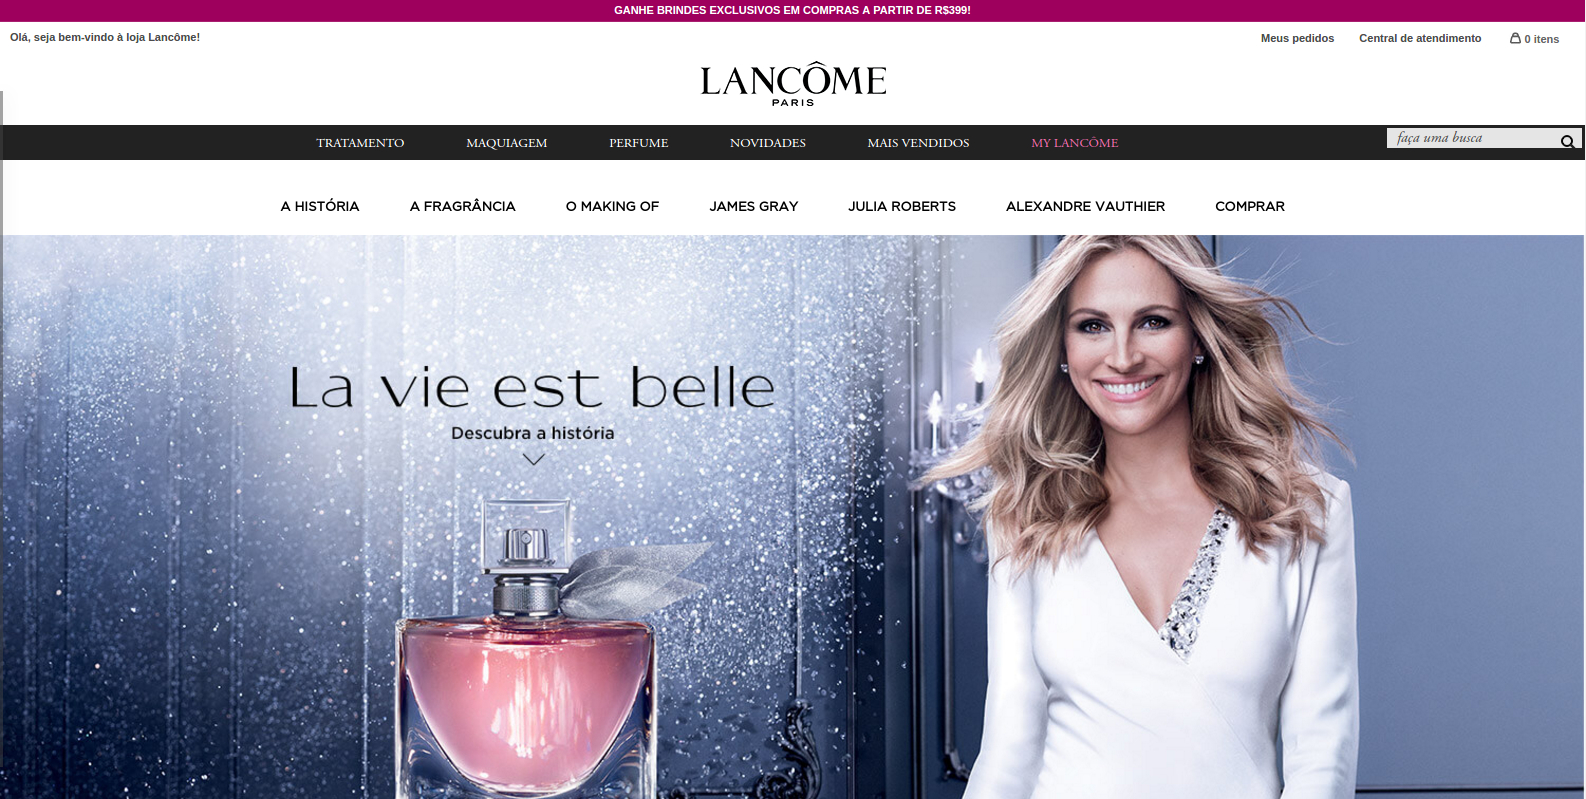 GANHE BRINDES EXCLUSIVOS EM COMPRAS A PARTIR DE R$399!
Olá, seja bem-vindo à loja Lancôme!
Meus pedidos
Central de atendimento
0 itens
LANCÔME
PARIS
TRATAMENTO
MAQUIAGEM
PERFUME
NOVIDADES
MAIS VENDIDOS
MY LANCÔME
faça uma busca
A HISTÓRIA
A FRAGRÂNCIA
O MAKING OF
JAMES GRAY
JULIA ROBERTS
ALEXANDRE VAUTHIER
COMPRAR
La vie est belle
Descubra a história